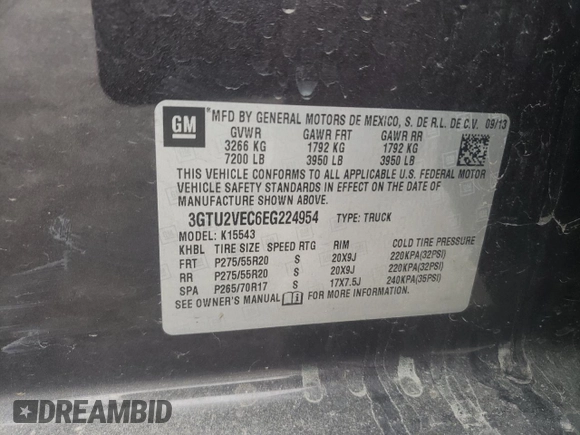 GM
*MFD BY GENERAL MOTORS DE MEXICO, S. DE R.L. DE C.V. 09/13
GVWR GAWR FRT GAWR RR
3266 KG 1792 KG 1792 KG
7200 LB 3950 LB 3950 LB
THIS VEHICLE CONFORMS TO ALL APPLICABLE U.S. FEDERAL MOTOR
VEHICLE SAFETY STANDARDS IN EFFECT ON THE DATE OF
MANUFACTURE SHOWN ABOVE.
3GTU2VEC6EG224954 TYPE: TRUCK
MODEL: K15543
KHBL TIRE SIZE SPEED RTG RIM COLD TIRE PRESSURE
FRT P275/55R20 S 20X9J 220KPA(32PSI)
RR P275/55R20 S 20X9J 220KPA(32PSI)
SPA P265/70R17 S 17X7.5J 240KPA(35PSI)
SEE OWNER'S MANUAL FOR MORE INFORMATION.
DREAMBID